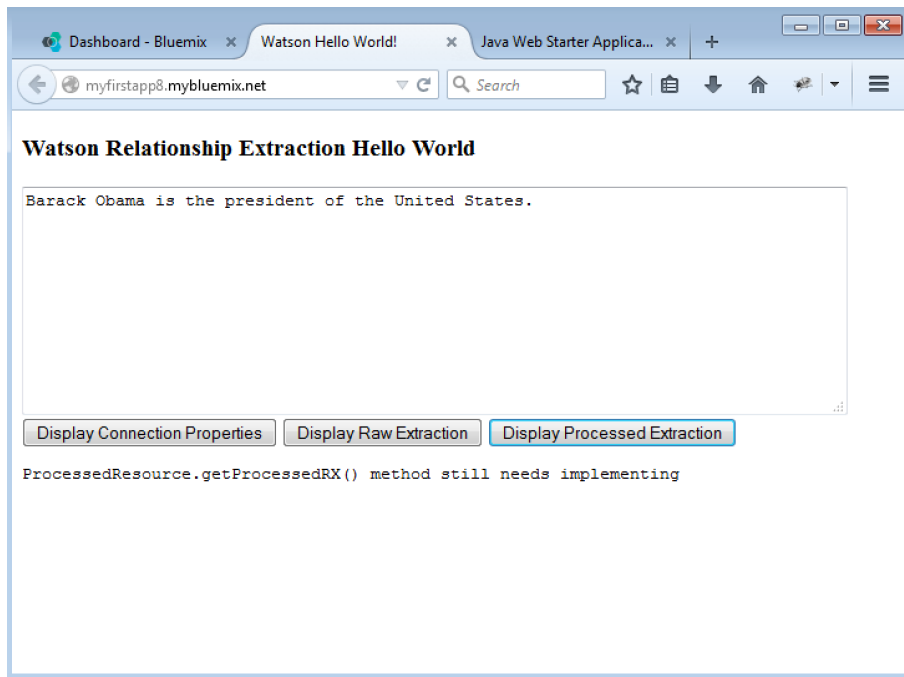 Dashboard - Bluemix
Watson Hello World!
Java Web Starter Applica...
myfirstapp8.mybluemix.net
Search
Watson Relationship Extraction Hello World
Barack Obama is the president of the United States.
Display Connection Properties
Display Raw Extraction
Display Processed Extraction
ProcessedResource.getProcessedRX() method still needs implementing